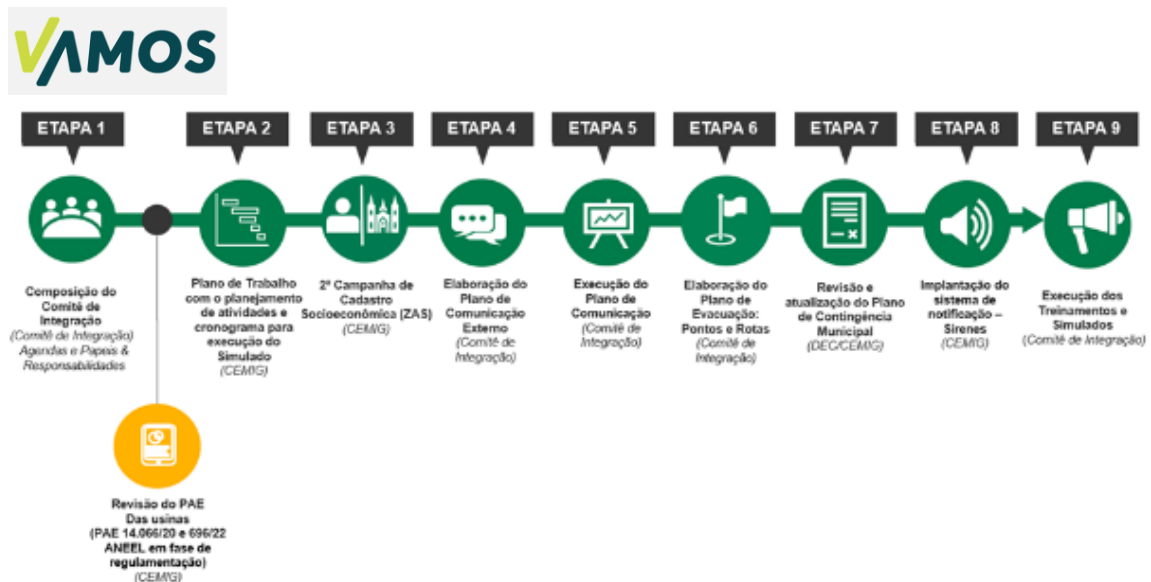 VAMOS
ETAPA 1
Composição do
Comitê de
Integração
(Comitê de Integração)
Agendas e Papeis &
Responsabilidades
Revisão do PAE
Das usinas
(PAE 14.066/20 e 696/22
ANEEL em fase de
regulamentação)
(CEMIG)
ETAPA 2
Plano de Trabalho
com o planejamento
de atividades e
cronograma para
execução do
Simulado
(CEMIG)
ETAPA 3
2ª Campanha de
Cadastro
Socioeconômica (ZAS)
(CEMIG)
ETAPA 4
Elaboração do
Plano de
Comunicação
Externo
(Comitê de
Integração)
ETAPA 5
Execução do
Plano de
Comunicação
(Comitê de
Integração)
ETAPA 6
Elaboração do
Plano de
Evacuação:
Pontos e Rotas
(Comitê de
Integração)
ETAPA 7
Revisão e
atualização do Plano
de Contingência
Municipal
(DEC/CEMIG)
ETAPA 8
Implantação do
sistema de
notificação –
Sirenes
(CEMIG)
ETAPA 9
Execução dos
Treinamentos e
Simulados
(Comitê de Integração)